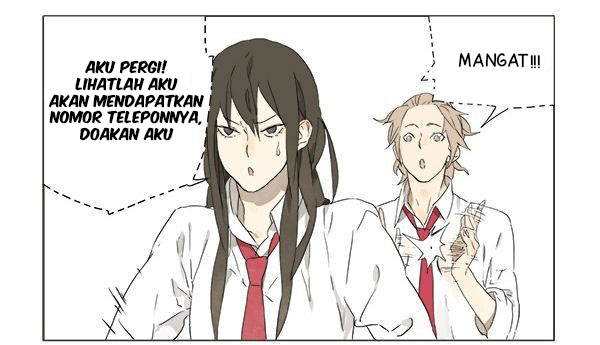 AKU PERGI!
LIHATLAH AKU
AKAN MENDAPATKAN
NOMOR TELEPONNYA,
DOAKAN AKU
MANGAT!!!